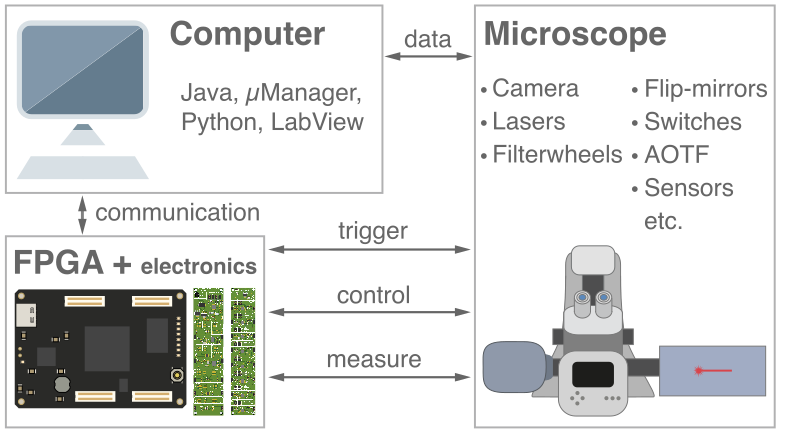 Computer
Java, μManager,
Python, LabView
data
Microscope
• Camera
• Lasers
• Filterwheels
• Flip-mirrors
• Switches
• AOTF
• Sensors
etc.
communication
FPGA + electronics
trigger
control
measure